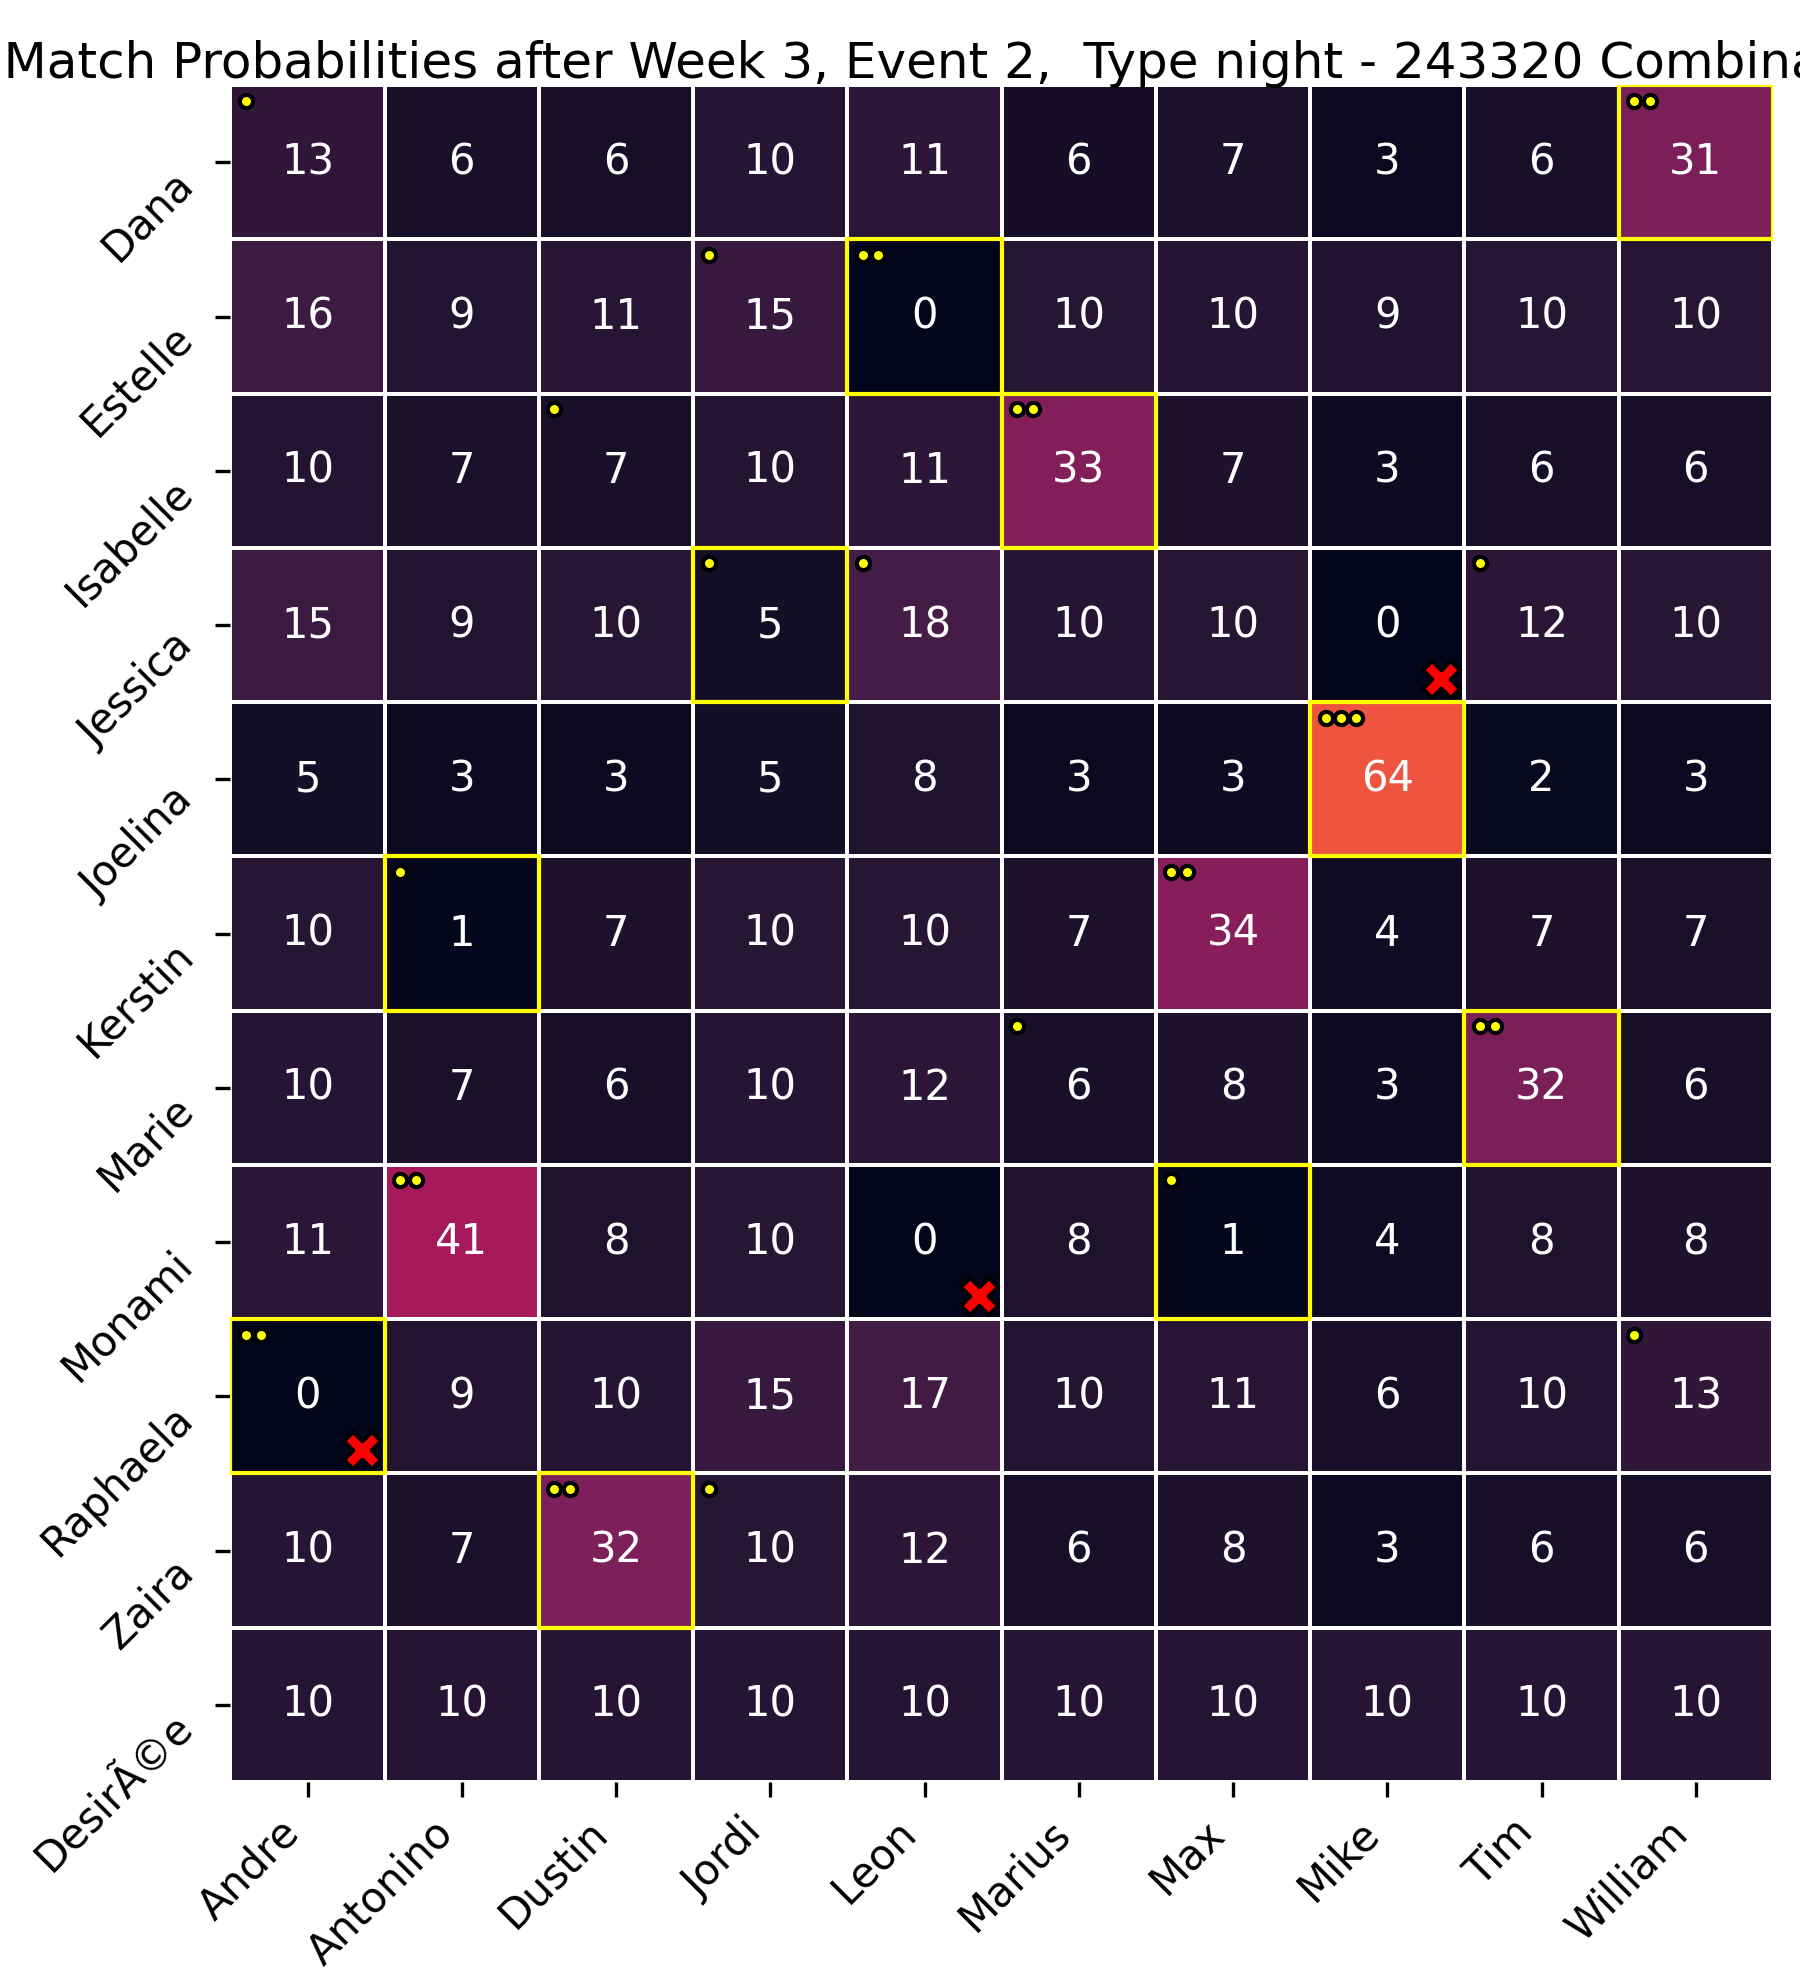 Match Probabilities after Week 3, Event 2, Type night - 243320 Combina
Dana 13 6 6 10 11 6 7 3 6 31
Estelle 16 9 11 15 0 10 10 9 10 10
Isabelle 10 7 7 10 11 33 7 3 6 6
Jessica 15 9 10 5 18 10 10 0 12 10
Joelina 5 3 3 5 8 3 3 64 2 3
Kerstin 10 1 7 10 10 7 34 4 7 7
Marie 10 7 6 10 12 6 8 3 32 6
Monami 11 41 8 10 0 8 1 4 8 8
Raphaela 0 9 10 15 17 10 11 6 10 13
Zaira 10 7 32 10 12 6 8 3 6 6
DesirÃ©e 10 10 10 10 10 10 10 10 10 10
Andre Antonino Dustin Jordi Leon Marius Max Mike Tim William